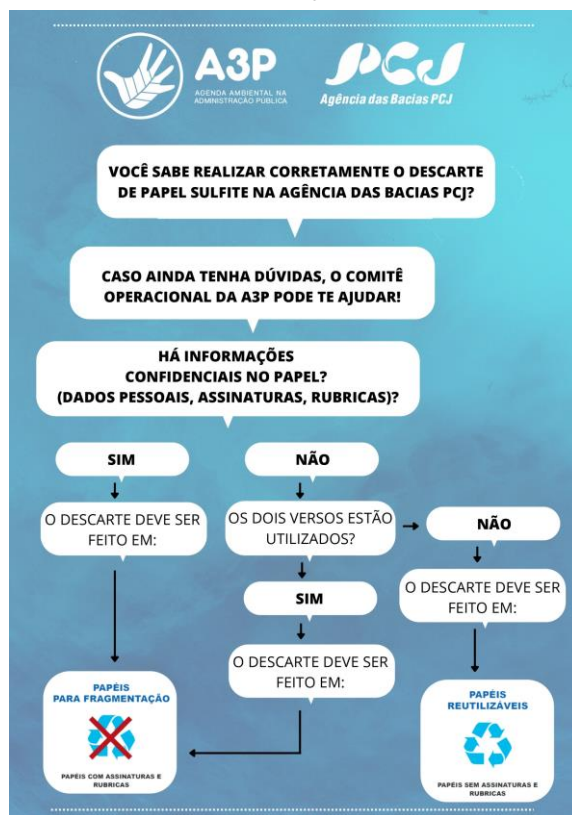 A3P
AGENDA AMBIENTAL NA
ADMINISTRAÇÃO PÚBLICA
PCJ
Agência das Bacias PCJ
VOCÊ SABE REALIZAR CORRETAMENTE O DESCARTE
DE PAPEL SULFITE NA AGÊNCIA DAS BACIAS PCJ?
CASO AINDA TENHA DÚVIDAS, O COMITÊ
OPERACIONAL DA A3P PODE TE AJUDAR!
HÁ INFORMAÇÕES
CONFIDENCIAIS NO PAPEL?
(DADOS PESSOAIS, ASSINATURAS, RUBRICAS)?
SIM
O DESCARTE DEVE SER
FEITO EM:
NÃO
OS DOIS VERSOS ESTÃO
UTILIZADOS?
NÃO
O DESCARTE DEVE SER
FEITO EM:
SIM
O DESCARTE DEVE SER
FEITO EM:
PAPÉIS
PARA FRAGMENTAÇÃO
PAPÉIS COM ASSINATURAS E
RUBRICAS
PAPÉIS
REUTILIZÁVEIS
PAPÉIS SEM ASSINATURAS E
RUBRICAS